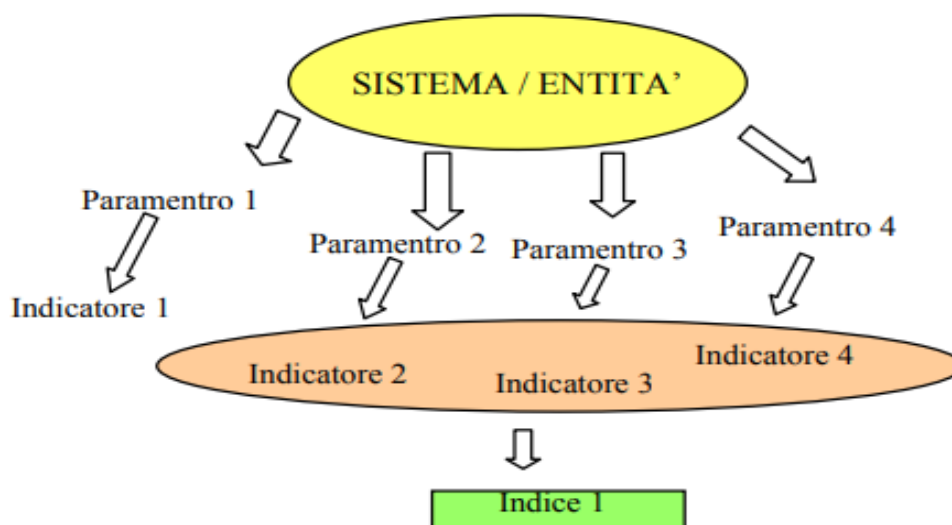 SISTEMA / ENTITA’
Paramentro 1
Paramentro 2
Paramentro 3
Paramentro 4
Indicatore 1
Indicatore 2
Indicatore 3
Indicatore 4
Indice 1